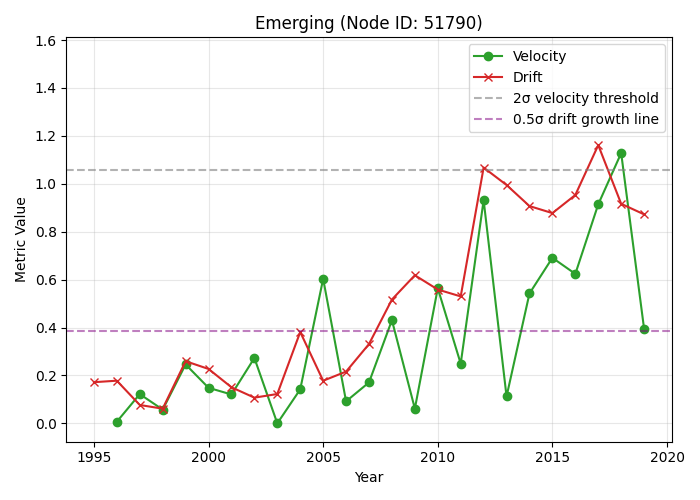 Emerging (Node ID: 51790)
Velocity
Drift
2σ velocity threshold
0.5σ drift growth line
Metric Value
1.6
1.4
1.2
1.0
0.8
0.6
0.4
0.2
0.0
1995 2000 2005 2010 2015 2020
Year